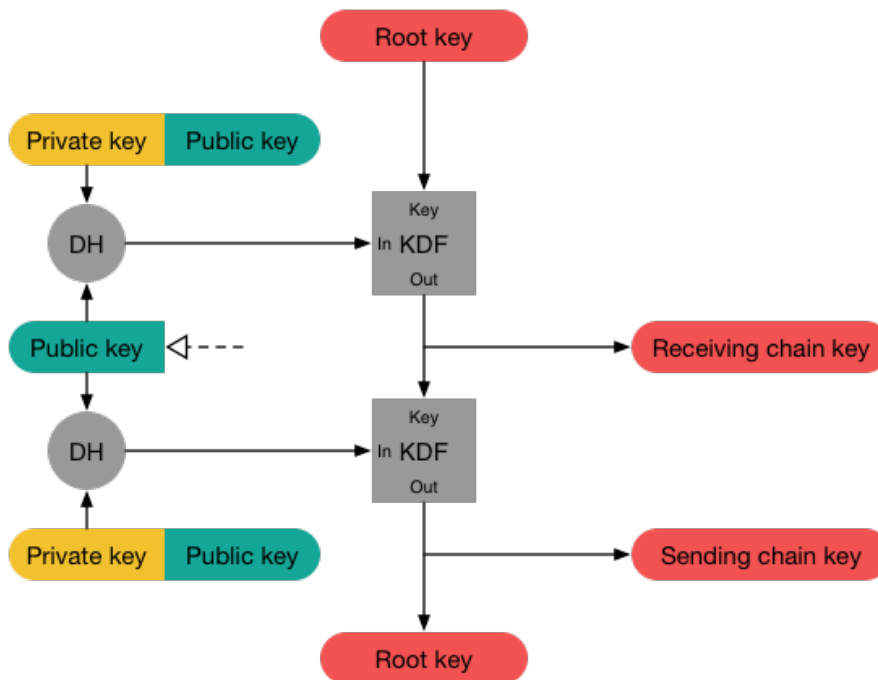 Root key
Private key Public key
Key
DH In KDF
Out
Public key Receiving chain key
Key
DH In KDF
Out
Private key Public key Sending chain key
Root key